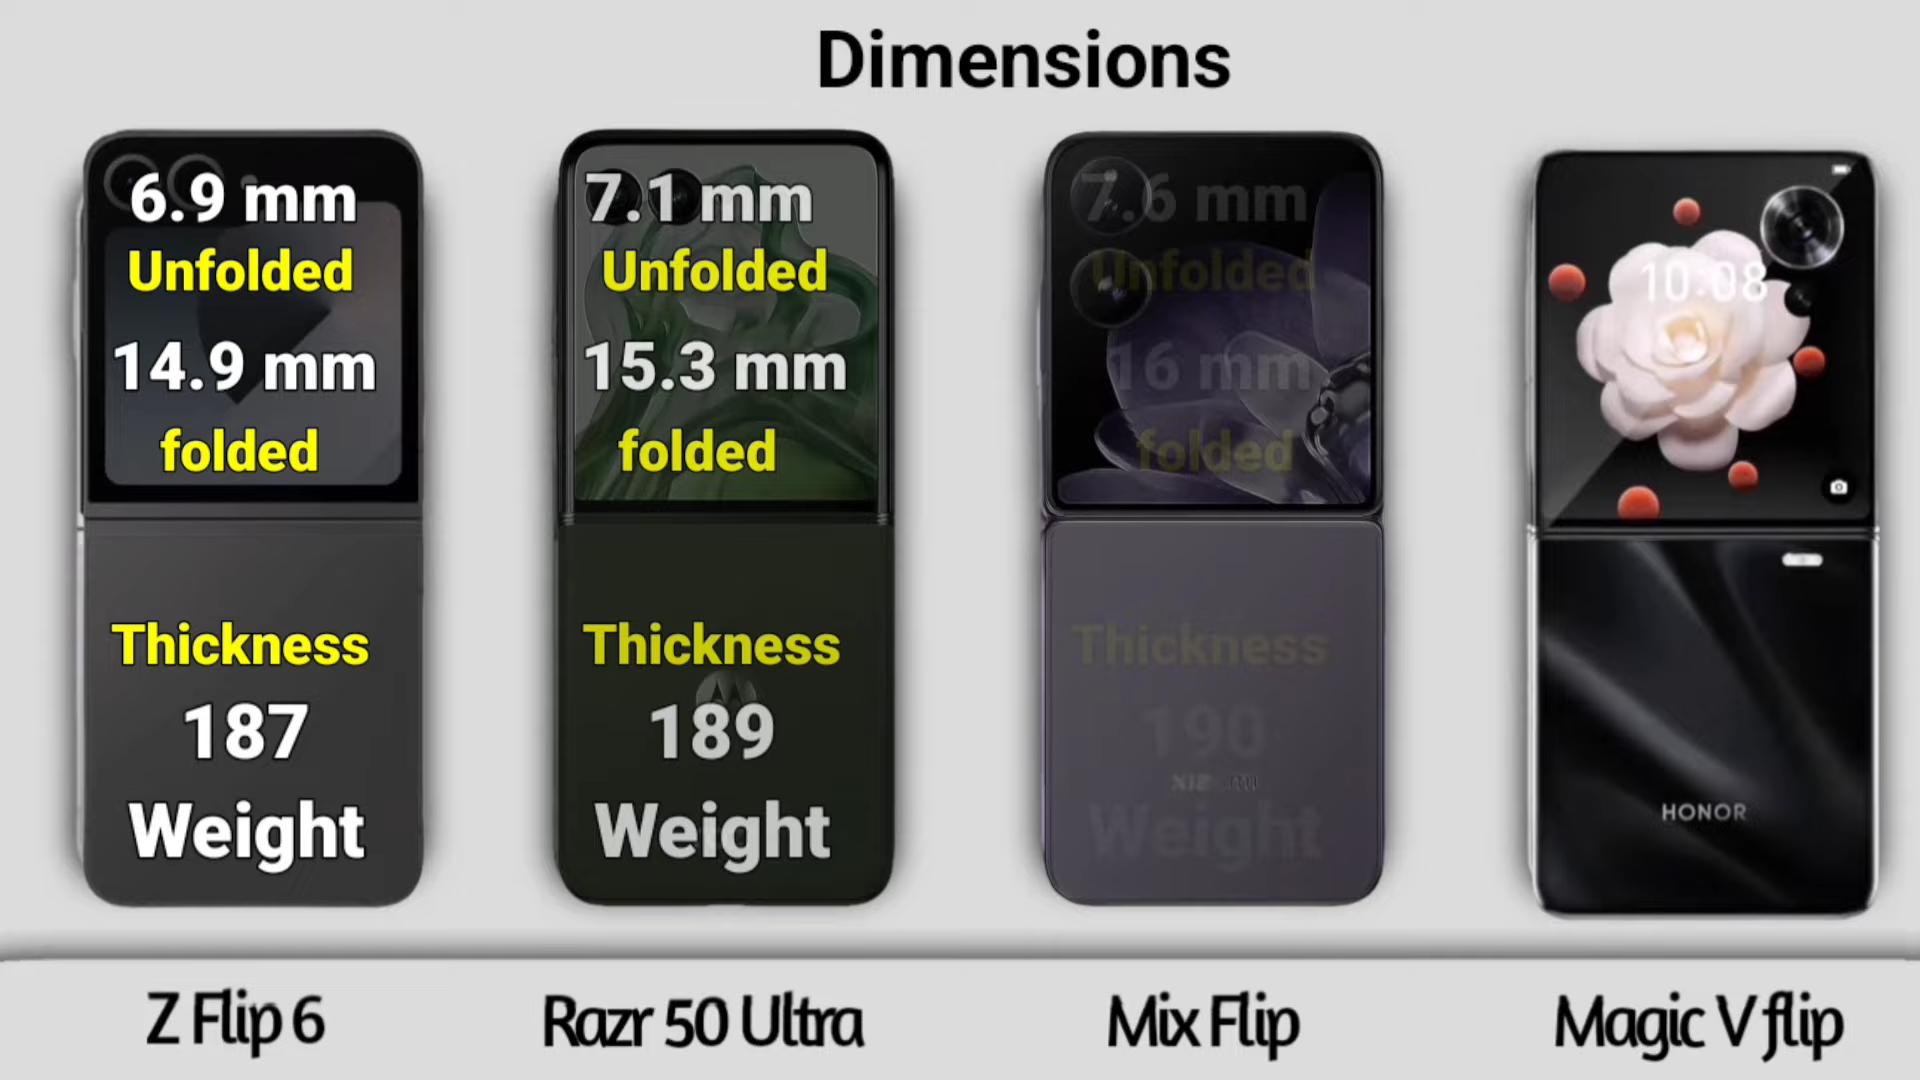 Dimensions
6.9 mm
Unfolded
14.9 mm
folded
Thickness
187
Weight
7.1 mm
Unfolded
15.3 mm
folded
Thickness
189
Weight
7.6 mm
Unfolded
16 mm
folded
Thickness
190
Weight
10:08
HONOR
Z Flip 6
Razr 50 Ultra
Mix Flip
Magic V flip